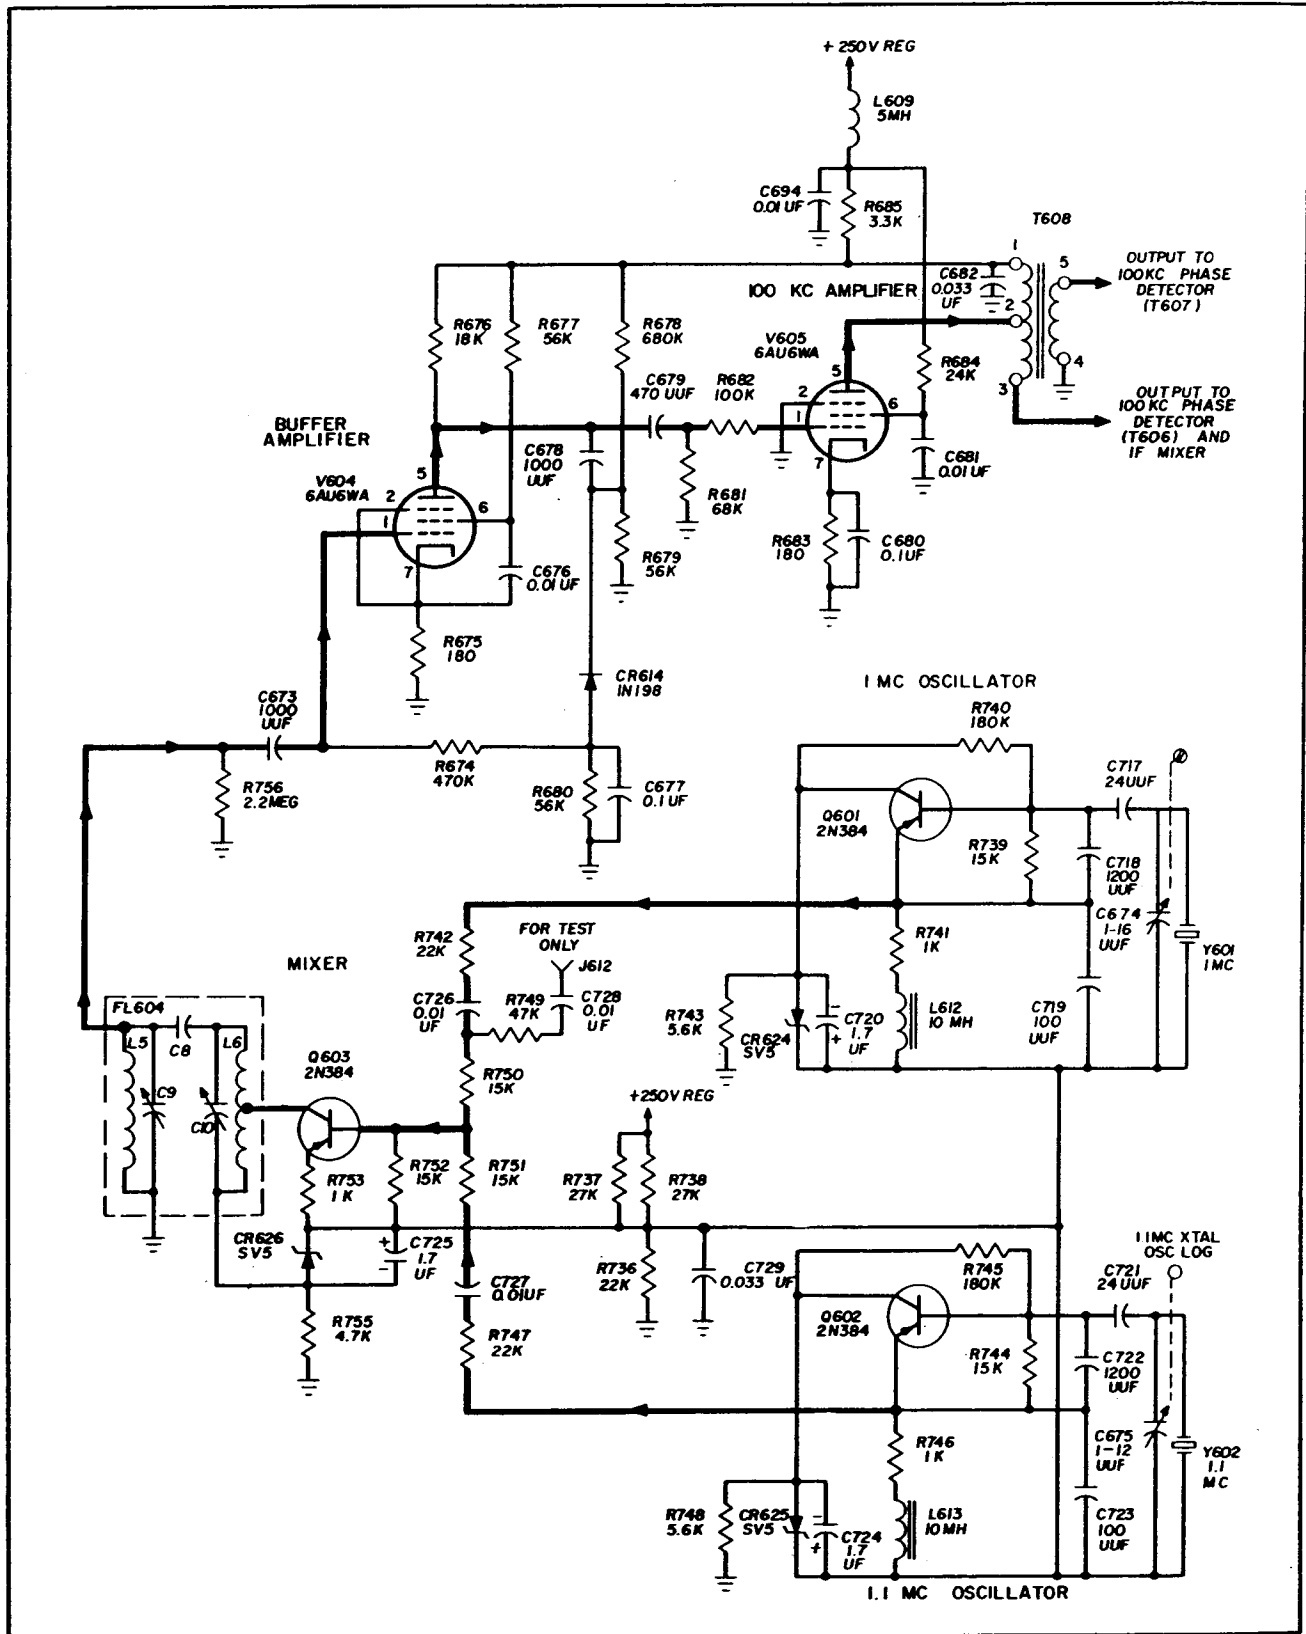 +250V REG
L609
5MH
C694
0.01UF
R685
3.3K
T608
1
5
OUTPUT TO
100KC PHASE
DETECTOR
(T607)
C682
0.033
UF
100 KC AMPLIFIER
2
R676
18K
R677
56K
R678
680K
V605
6AU6WA
5
R684
24K
4
3
C679
470 UUF
R682
100K
2
1
6
OUTPUT TO
100KC PHASE
DETECTOR
(T606) AND
IF MIXER
BUFFER
AMPLIFIER
C678
1000
UUF
7
C681
0.01UF
V604
6AU6WA
5
2
1
6
R681
68K
R683
180
C680
0.1UF
7
C676
0.01UF
R679
56K
R675
180
CR614
1N198
1 MC OSCILLATOR
C673
1000
UUF
R740
180K
R674
470K
C717
24UUF
R756
2.2MEG
R680
56K
C677
0.1UF
Q601
2N384
R739
15K
C718
1200
UUF
R742
22K
FOR TEST
ONLY
J612
R741
1K
C674
1-16
UUF
Y601
1MC
MIXER
C726
0.01
UF
R749
47K
C728
0.01
UF
R743
5.6K
CR624
SV5
C720
1.7
UF
L612
10 MH
C719
100
UUF
FL604
L5
C8
L6
Q603
2N384
R750
15K
+250V REG
C9
C10
R753
1K
R752
15K
R751
15K
R737
27K
R738
27K
CR626
SV5
C725
1.7
UF
R736
22K
C729
0.033 UF
1.1MC XTAL
OSC LOG
R745
180K
C721
24UUF
C727
0.01UF
R755
4.7K
R747
22K
Q602
2N384
R744
15K
C722
1200
UUF
R746
1K
C675
1-12
UUF
Y602
1.1
MC
R748
5.6K
CR625
SV5
C724
1.7
UF
L613
10MH
C723
100
UUF
1.1 MC OSCILLATOR